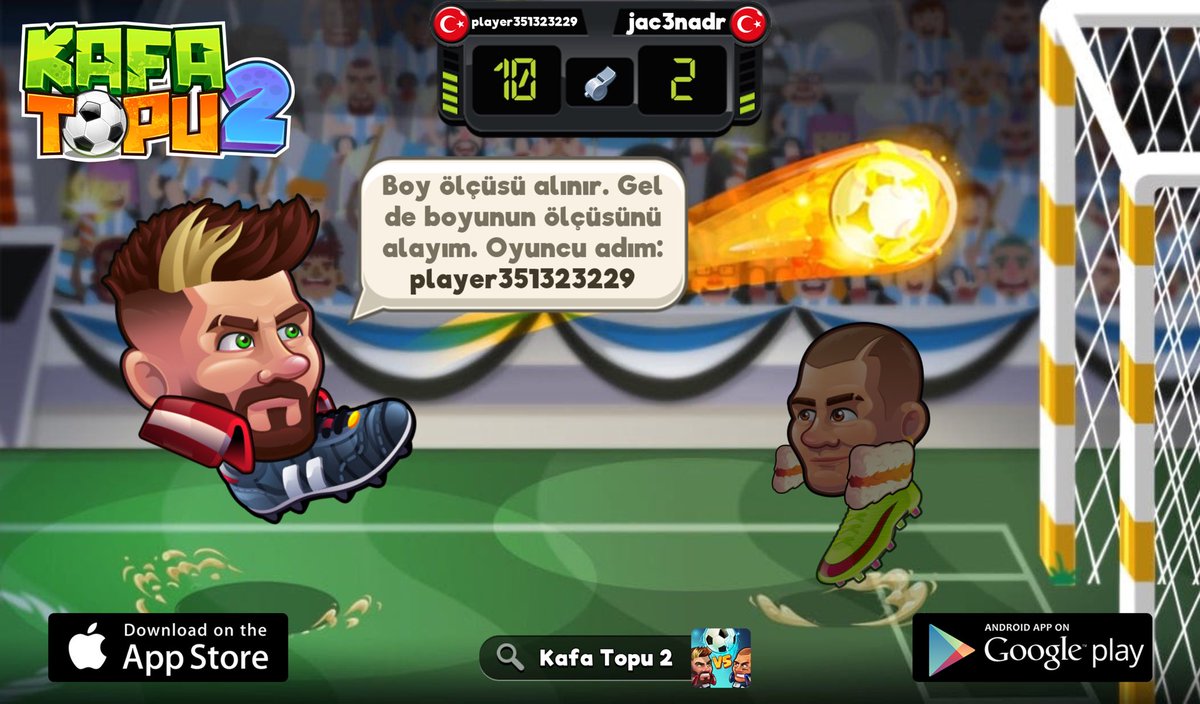 KAFA
TOPU 2
player351323229
jac3nadr
10
2
Boy ölçüsü alınır. Gel
de boyunun ölçüsünü
alayım. Oyuncu adım:
player351323229
Download on the
App Store
Kafa Topu 2
VS
ANDROID APP ON
Google play